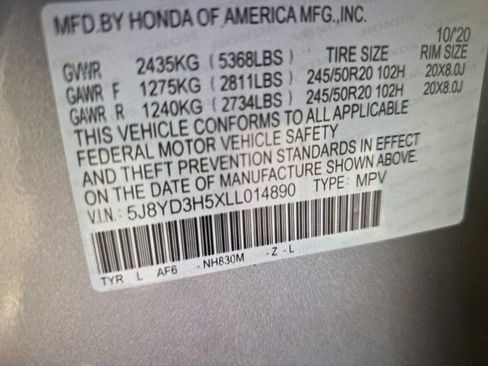 MFD.BY HONDA OF AMERICA MFG.,INC.
10/20
GVWR 2435KG (5368LBS) TIRE SIZE RIM SIZE
GAWR F 1275KG (2811LBS) 245/50R20 102H 20X8.0J
GAWR R 1240KG (2734LBS) 245/50R20 102H 20X8.0J
THIS VEHICLE CONFORMS TO ALL APPLICABLE
FEDERAL MOTOR VEHICLE SAFETY
AND THEFT PREVENTION STANDARDS IN EFFECT
ON THE DATE OF MANUFACTURE SHOWN ABOVE.
V.I.N.: 5J8YD3H5XLL014890 TYPE: MPV
TYR L AF6 -NH830M -Z-L